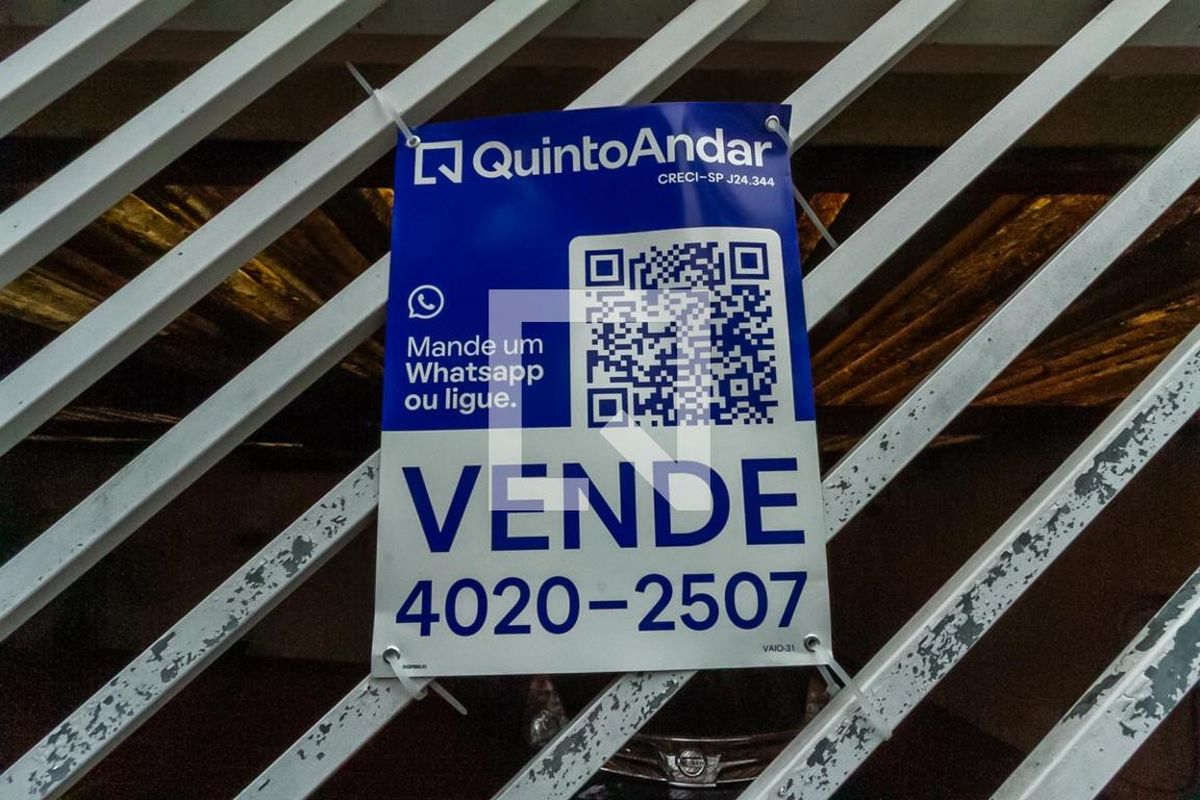 QuintoAndar
CRECI-SP J24.344
Mande um
Whatsapp
ou ligue.
VENDE
4020-2507
VAIO-31